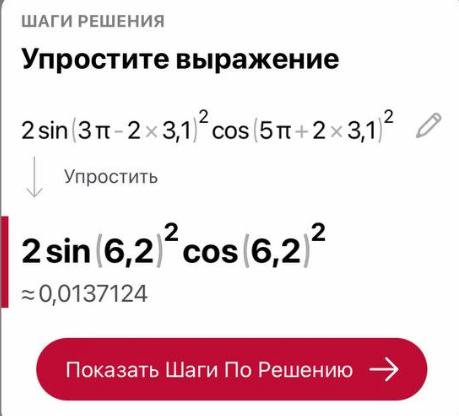 ШАГИ РЕШЕНИЯ
Упростите выражение
2 sin(3π-2×3,1)² cos(5π+2×3,1)²
Упростить
2 sin(6,2)² cos(6,2)²
≈0,0137124
Показать Шаги По Решению →